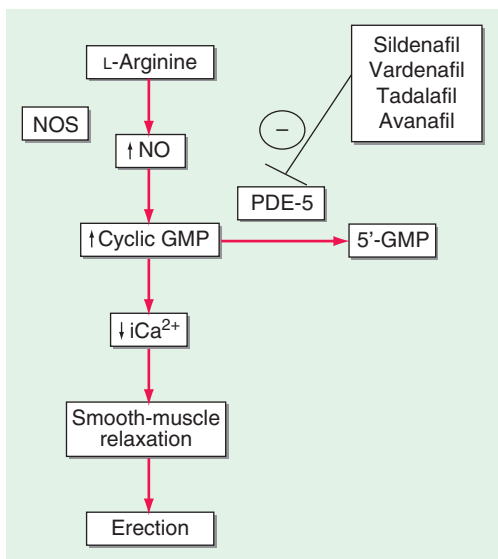 L-Arginine
NOS
↑NO
↑Cyclic GMP
↓iCa²⁺
Smooth-muscle
relaxation
Erection
Sildenafil
Vardenafil
Tadalafil
Avanafil
−
PDE-5
5’-GMP